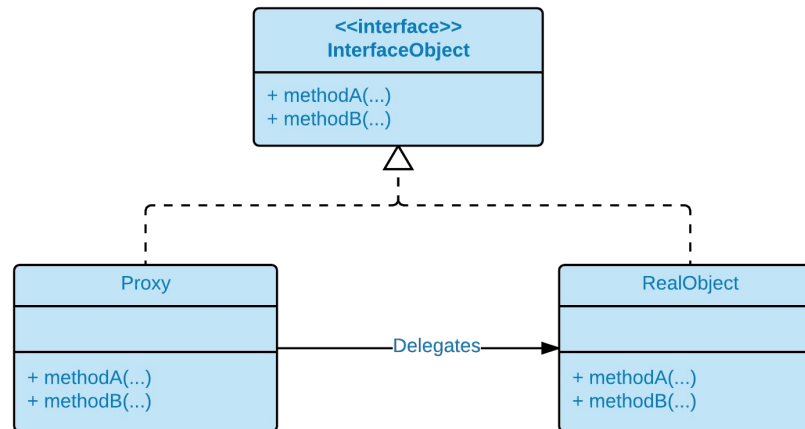 <<interface>>
InterfaceObject
+ methodA(...)
+ methodB(...)
Proxy
+ methodA(...)
+ methodB(...)
Delegates
RealObject
+ methodA(...)
+ methodB(...)